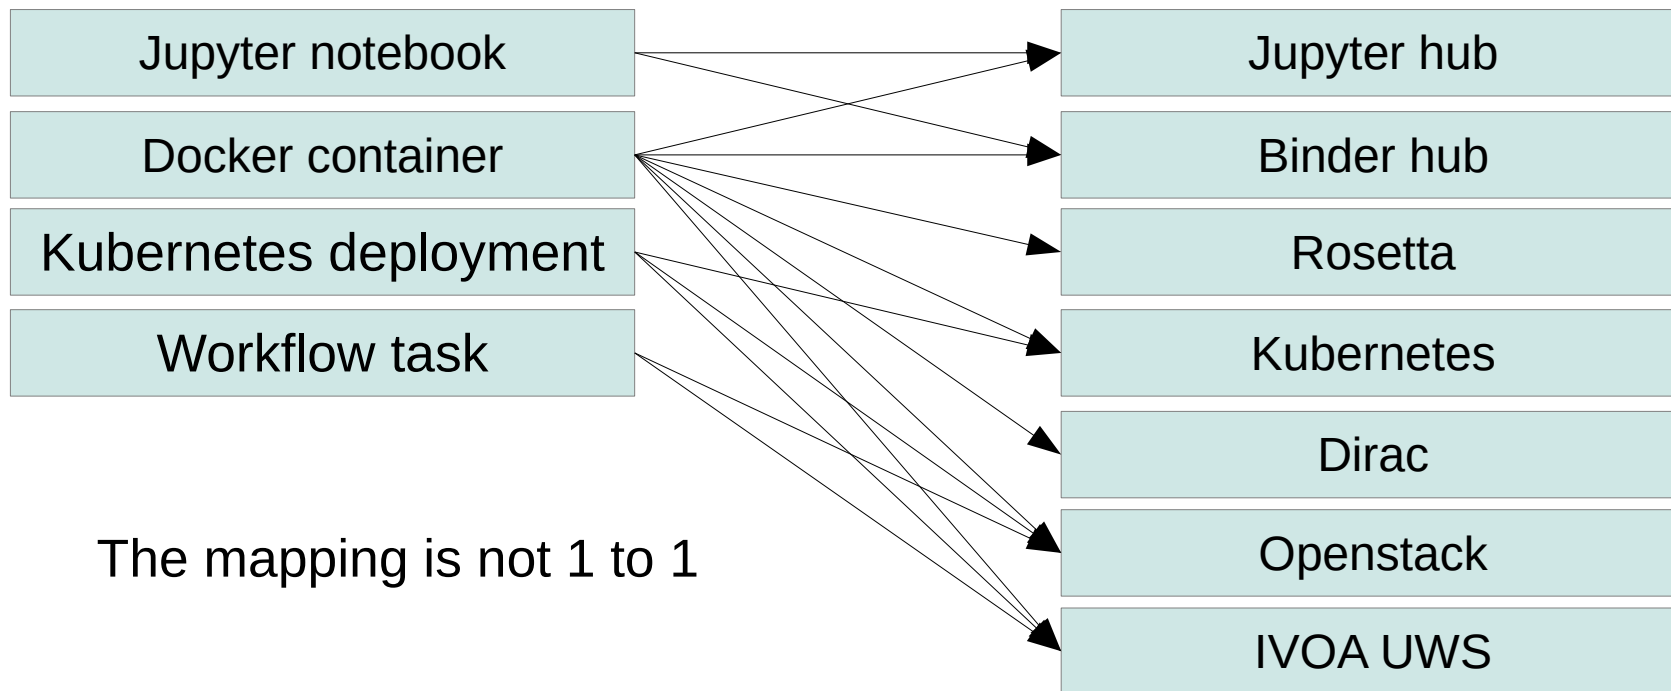 Jupyter notebook
Docker container
Kubernetes deployment
Workflow task
The mapping is not 1 to 1
Jupyter hub
Binder hub
Rosetta
Kubernetes
Dirac
Openstack
IVOA UWS